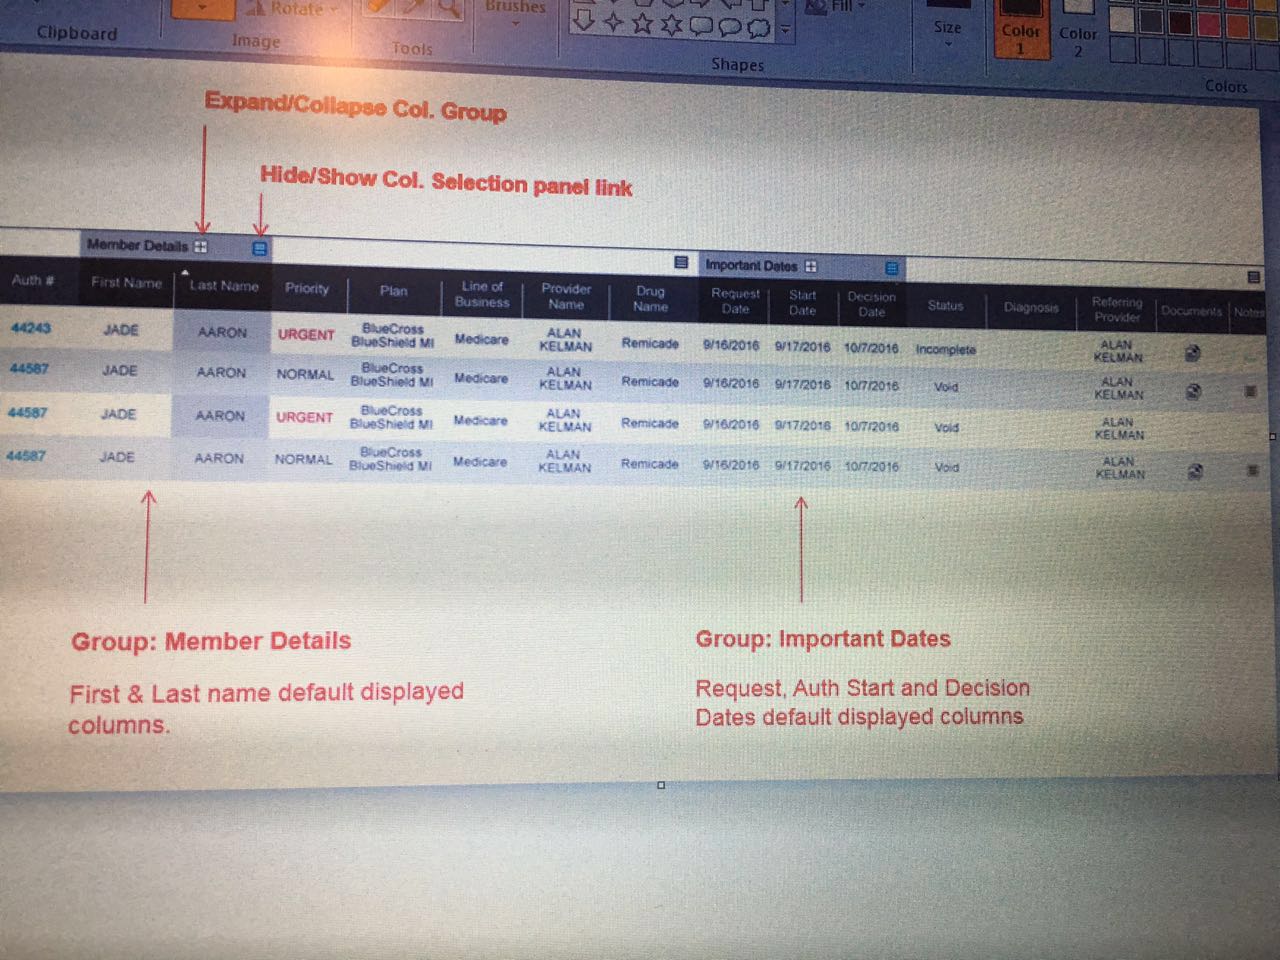 Clipboard
Rotate
Image
Tools
Brushes
Shapes
Fill
Size
Color 1
Color 2
Colors
Expand/Collapse Col. Group
Hide/Show Col. Selection panel link
Member Details
Important Dates
Auth # First Name Last Name Priority Plan Line of Business Provider Name Drug Name Request Date Start Date Decision Date Status Diagnosis Referring Provider Documents Notes
44243 JADE AARON URGENT BlueCross BlueShield MI Medicare ALAN KELMAN Remicade 9/16/2016 9/17/2016 10/7/2016 Incomplete ALAN KELMAN
44587 JADE AARON NORMAL BlueCross BlueShield MI Medicare ALAN KELMAN Remicade 9/16/2016 9/17/2016 10/7/2016 Void ALAN KELMAN
44587 JADE AARON URGENT BlueCross BlueShield MI Medicare ALAN KELMAN Remicade 9/16/2016 9/17/2016 10/7/2016 Void ALAN KELMAN
44587 JADE AARON NORMAL BlueCross BlueShield MI Medicare ALAN KELMAN Remicade 9/16/2016 9/17/2016 10/7/2016 Void ALAN KELMAN
Group: Member Details
First & Last name default displayed
columns.
Group: Important Dates
Request, Auth Start and Decision
Dates default displayed columns